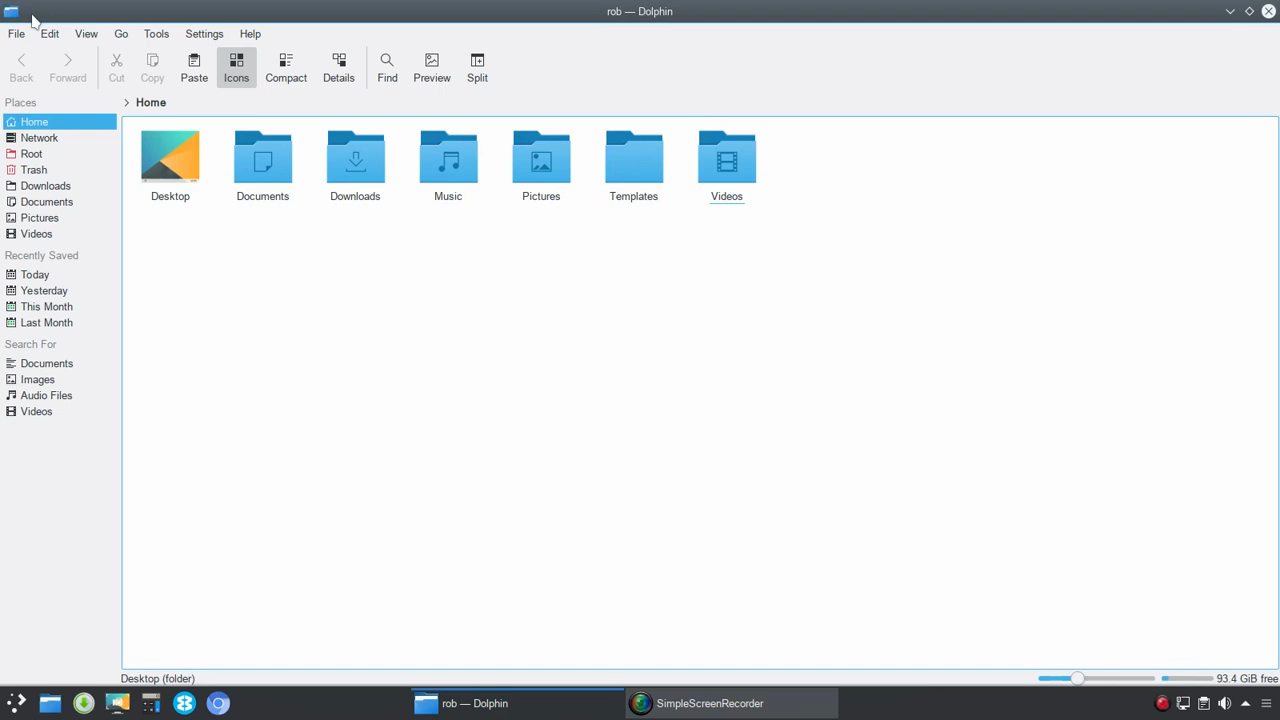 rob — Dolphin
File Edit View Go Tools Settings Help
Back Forward Cut Copy Paste Icons Compact Details Find Preview Split
Places
Home
Network
Root
Trash
Downloads
Documents
Pictures
Videos
Recently Saved
Today
Yesterday
This Month
Last Month
Search For
Documents
Images
Audio Files
Videos
Home
Desktop Documents Downloads Music Pictures Templates Videos
Desktop (folder) 93.4 GiB free
rob — Dolphin SimpleScreenRecorder